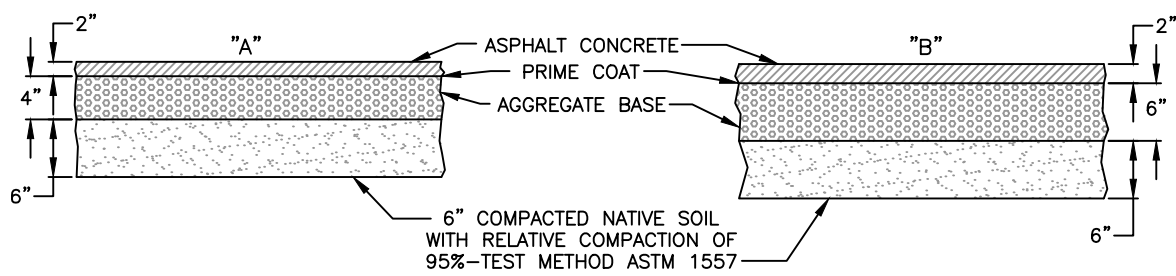 2”
”A”
4”
6”
ASPHALT CONCRETE
PRIME COAT
AGGREGATE BASE
6” COMPACTED NATIVE SOIL
WITH RELATIVE COMPACTION OF
95%-TEST METHOD ASTM 1557
”B”
2”
6”
6”